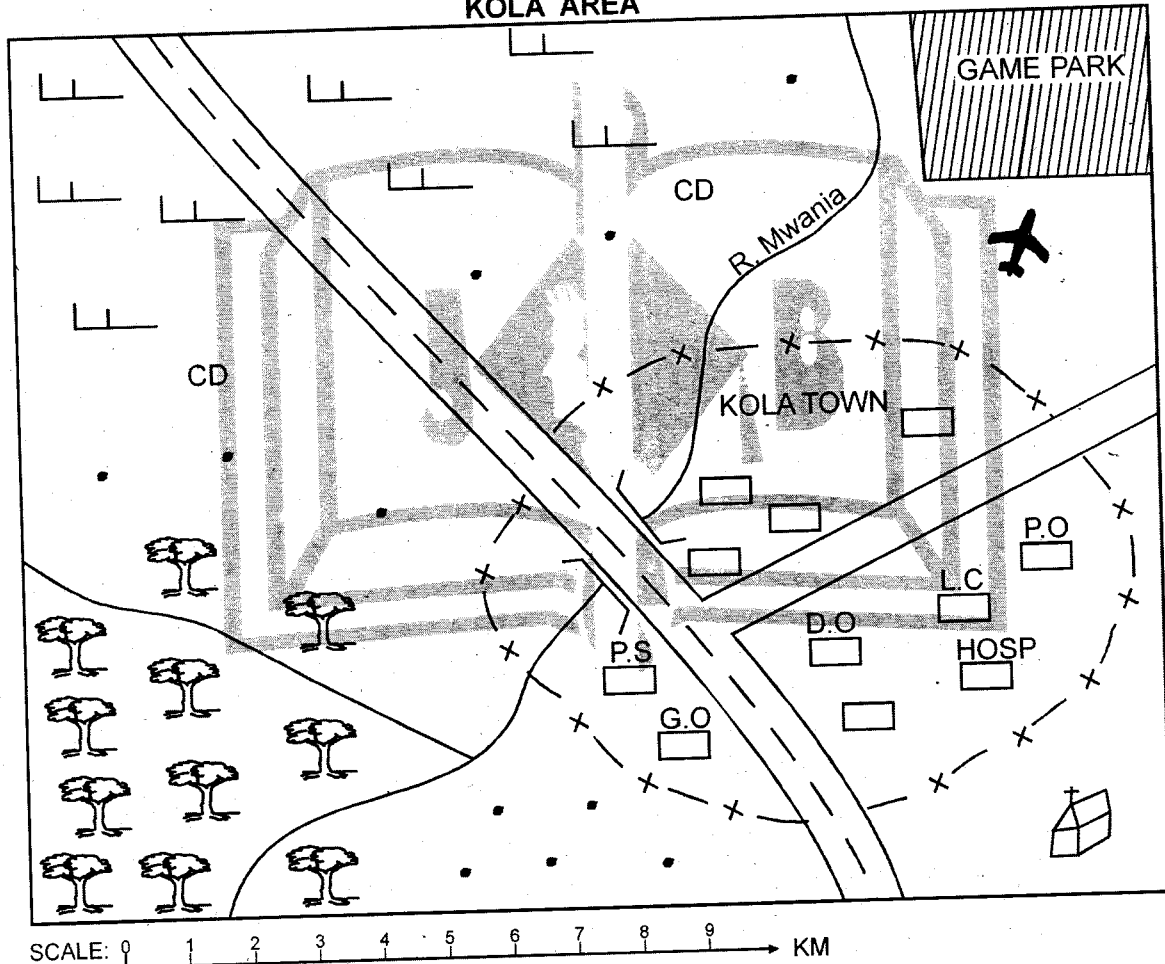 KOLA AREA
GAME PARK
CD
R. Mwania
CD
KOLA TOWN
P.O
L.C
D.O
HOSP
P.S
G.O
SCALE: 0 1 2 3 4 5 6 7 8 9 KM